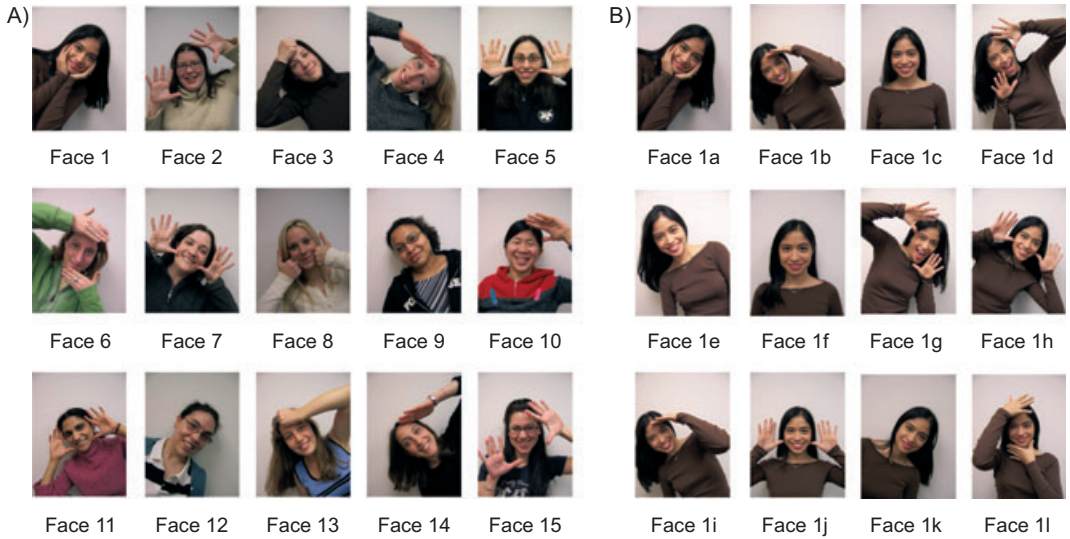 A)
B)
Face 1
Face 2
Face 3
Face 4
Face 5
Face 1a
Face 1b
Face 1c
Face 1d
Face 6
Face 7
Face 8
Face 9
Face 10
Face 1e
Face 1f
Face 1g
Face 1h
Face 11
Face 12
Face 13
Face 14
Face 15
Face 1i
Face 1j
Face 1k
Face 1l